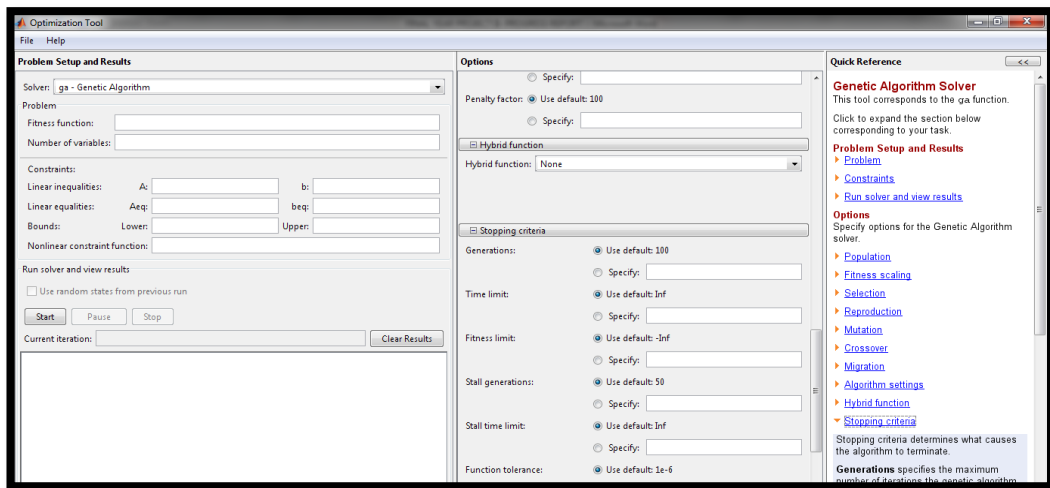 Optimization Tool
File Help
Problem Setup and Results
Solver: ga - Genetic Algorithm
Problem
Fitness function:
Number of variables:
Constraints:
Linear inequalities: A: b:
Linear equalities: Aeq: beq:
Bounds: Lower: Upper:
Nonlinear constraint function:
Run solver and view results
Use random states from previous run
Start Pause Stop
Current iteration: Clear Results
Options
Specify:
Penalty factor: Use default: 100
Specify:
Hybrid function
Hybrid function: None
Stopping criteria
Generations: Use default: 100
Specify:
Time limit: Use default: Inf
Specify:
Fitness limit: Use default: -Inf
Specify:
Stall generations: Use default: 50
Specify:
Stall time limit: Use default: Inf
Specify:
Function tolerance: Use default: 1e-6
Quick Reference <<
Genetic Algorithm Solver
This tool corresponds to the ga function.
Click to expand the section below
corresponding to your task.
Problem Setup and Results
Problem
Constraints
Run solver and view results
Options
Specify options for the Genetic Algorithm
solver.
Population
Fitness scaling
Selection
Reproduction
Mutation
Crossover
Migration
Algorithm settings
Hybrid function
Stopping criteria
Stopping criteria determines what causes
the algorithm to terminate.
Generations specifies the maximum
number of iterations the genetic algorithm